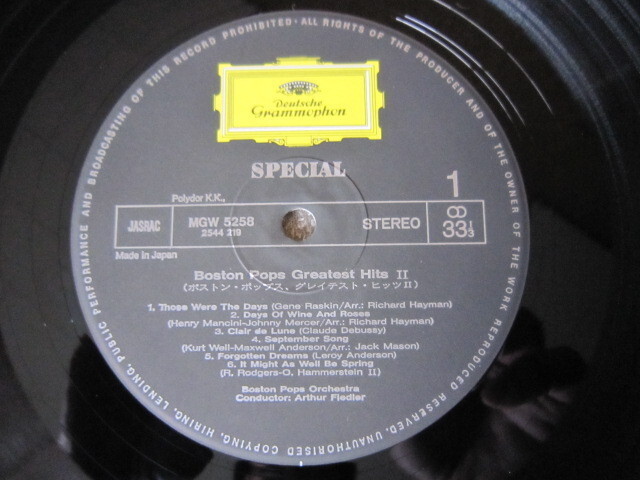 ALL RIGHTS OF THE PRODUCER AND OF THE OWNER OF THE WORK REPRODUCED RESERVED. UNAUTHORISED COPYING, HIRING, LENDING, PUBLIC PERFORMANCE AND BROADCASTING OF THIS RECORD PROHIBITED ·
Deutsche
Grammophon
SPECIAL
1
Polydor K.K.,
JASRAC
MGW 5258
2544 219
STEREO
33 1/3
Made in Japan
Boston Pops Greatest Hits II
(ボストン・ポップス、グレイテスト・ヒッツII)
1. Those Were The Days (Gene Raskin/Arr.: Richard Hayman)
2. Days Of Wine And Roses
(Henry Mancini-Johnny Mercer/Arr.: Richard Hayman)
3. Clair de Lune (Claude Debussy)
4. September Song
(Kurt Weil-Maxwell Anderson/Arr.: Jack Mason)
5. Forgotten Dreams (Leroy Anderson)
6. It Might As Well Be Spring
(R. Rodgers-O. Hammerstein II)
Boston Pops Orchestra
Conductor: Arthur Fiedler